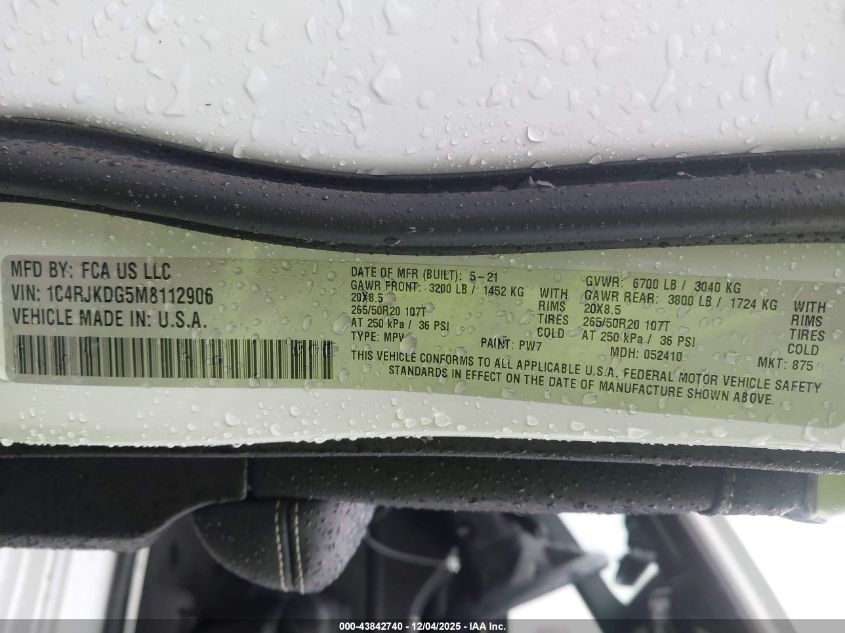 MFD BY: FCA US LLC
VIN: 1C4RJKDG5M8112906
VEHICLE MADE IN: U.S.A.
DATE OF MFR (BUILT): 5-21
GAWR FRONT: 3200 LB / 1452 KG WITH
20X8.5 RIMS
265/50R20 107T TIRES
AT 250 kPa / 36 PSI COLD
TYPE: MPV PAINT: PW7
GVWR: 6700 LB / 3040 KG
GAWR REAR: 3800 LB / 1724 KG WITH
20X8.5 RIMS
265/50R20 107T TIRES
AT 250 kPa / 36 PSI COLD
MDH: 052410 MKT: 875
THIS VEHICLE CONFORMS TO ALL APPLICABLE U.S.A. FEDERAL MOTOR VEHICLE SAFETY
STANDARDS IN EFFECT ON THE DATE OF MANUFACTURE SHOWN ABOVE.
000-43842740 - 12/04/2025 - IAA Inc.